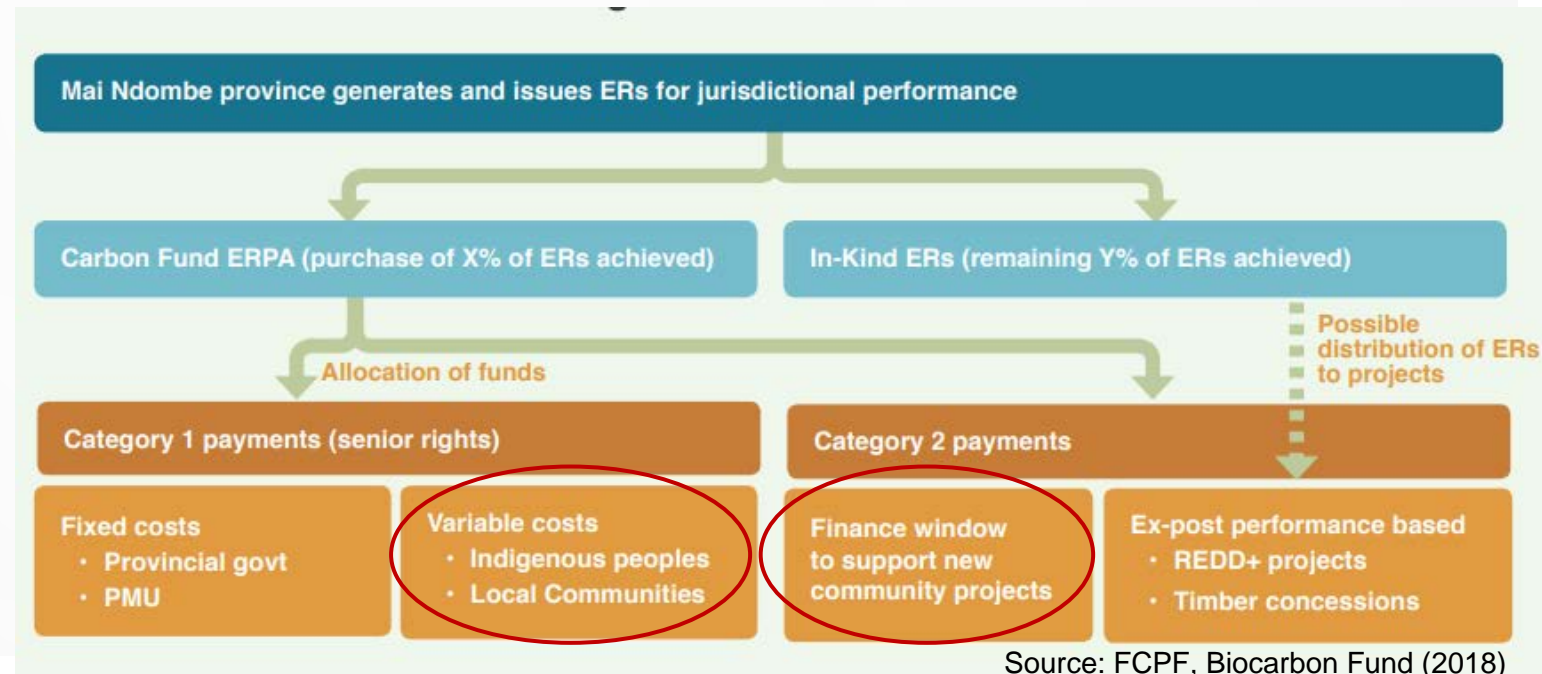 Mai Ndombe province generates and issues ERs for jurisdictional performance
Carbon Fund ERPA (purchase of X% of ERs achieved)
In-Kind ERs (remaining Y% of ERs achieved)
Possible
distribution of ERs
to projects
Allocation of funds
Category 1 payments (senior rights)
Category 2 payments
Fixed costs
• Provincial govt
• PMU
Variable costs
• Indigenous peoples
• Local Communities
Finance window
to support new
community projects
Ex-post performance based
• REDD+ projects
• Timber concessions
Source: FCPF, Biocarbon Fund (2018)